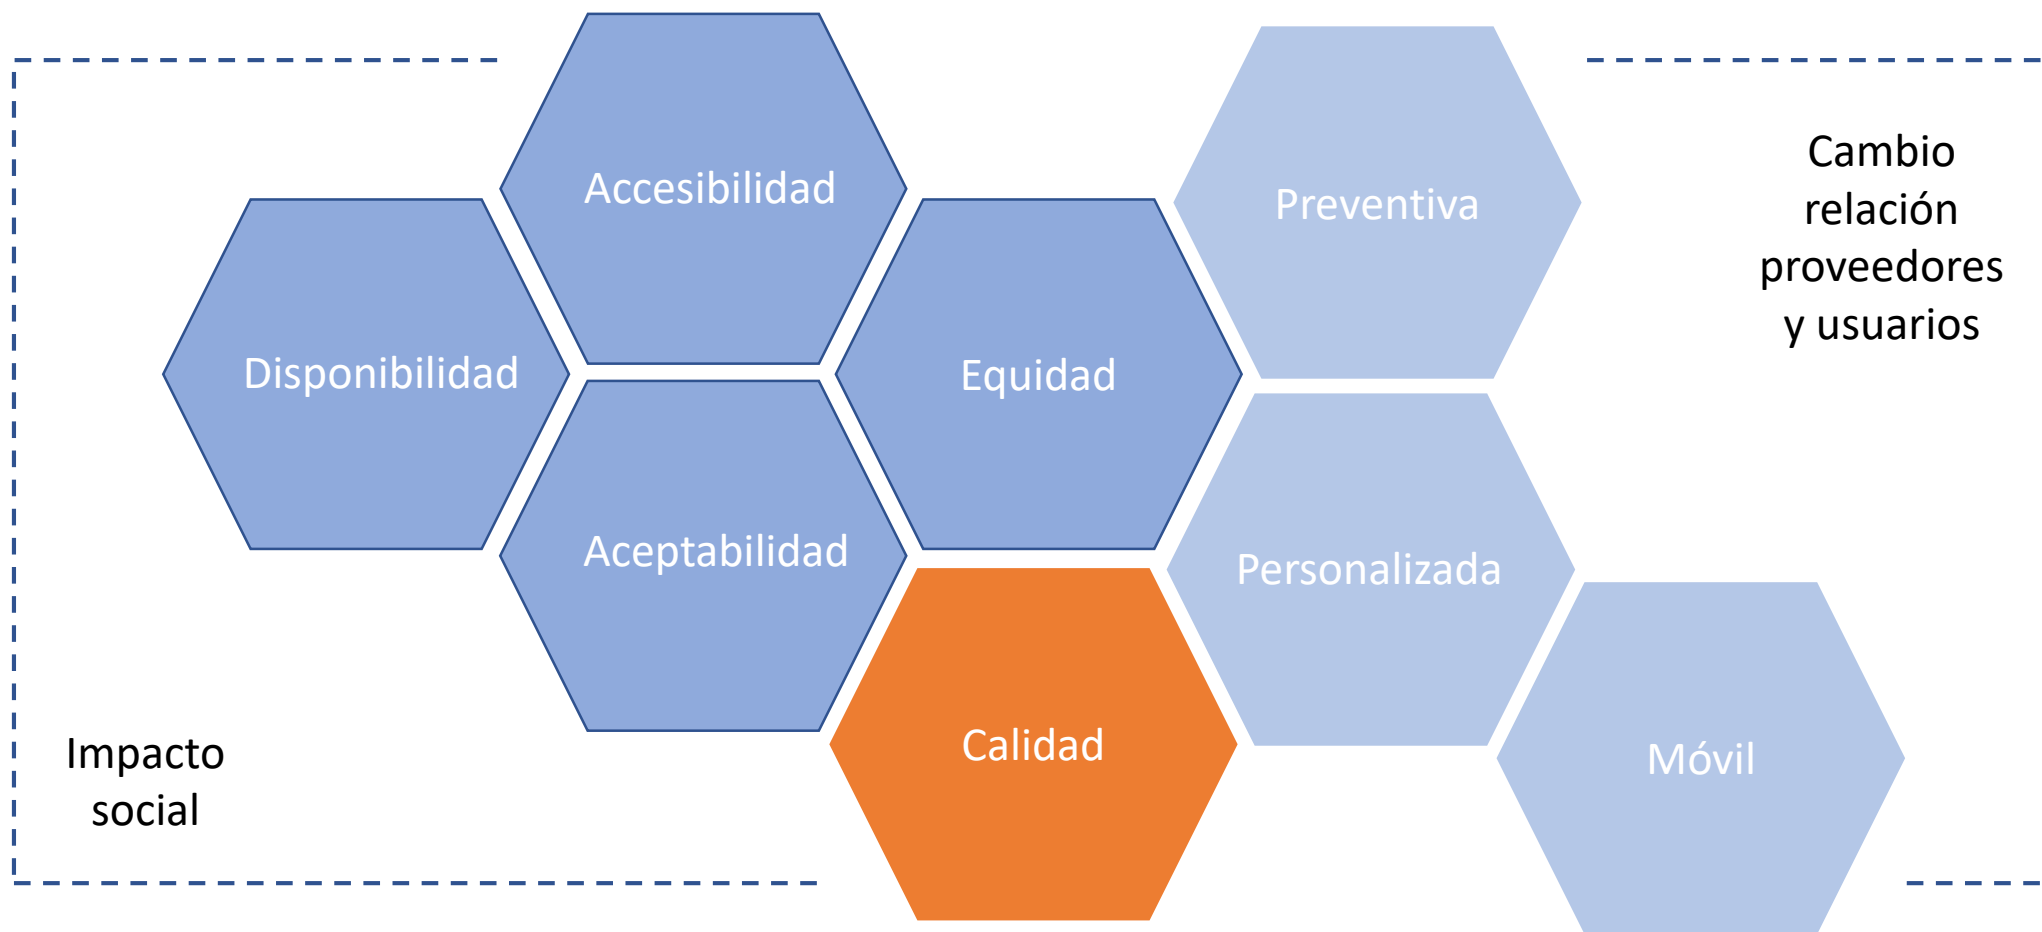 Accesibilidad
Disponibilidad
Equidad
Aceptabilidad
Calidad
Impacto
social
Preventiva
Personalizada
Móvil
Cambio
relación
proveedores
y usuarios